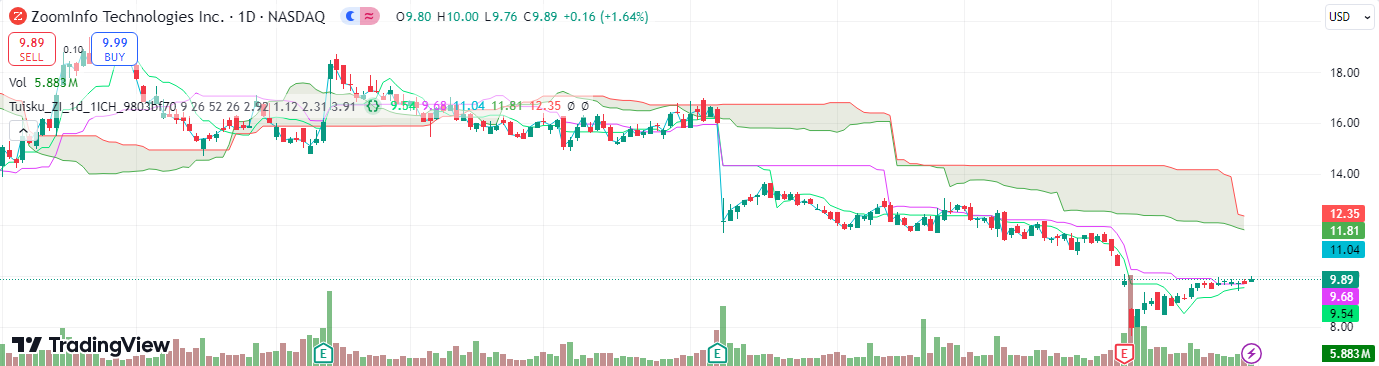 ZoomInfo Technologies Inc. · 1D · NASDAQ O9.80 H10.00 L9.76 C9.89 +0.16 (+1.64%)
USD
9.89 SELL
0.10
9.99 BUY
Vol 5.883M
Tuisku_ZI_1d_1ICH_9803bf70 9 26 52 26 2.92 1.12 2.31 3.91 9.54 9.68 11.04 11.81 12.35 Ø Ø
18.00
16.00
14.00
12.35
11.81
11.04
9.89
9.68
9.54
8.00
5.883M
TradingView
E
E
E